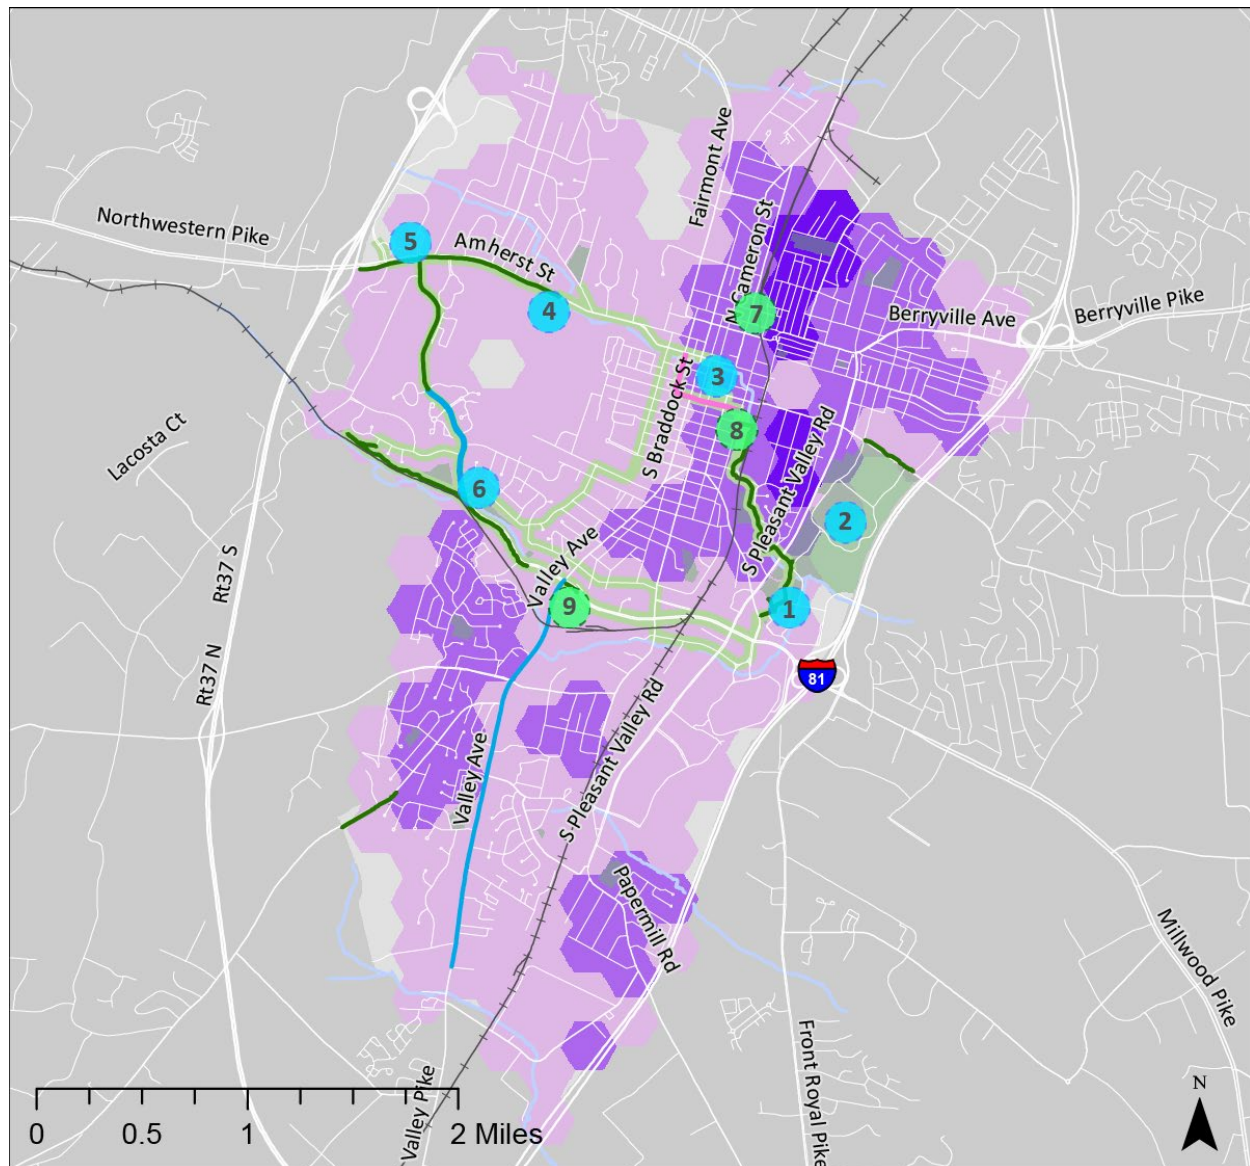 Fairmont Ave
Northwestern Pike
Amherst St
N Cameron St
5
4
7
Berryville Ave
Berryville Pike
3
S Braddock St
8
Lacosta Ct
6
S Pleasant Valley Rd
2
Rt37 S
Valley Ave
9
1
Rt37 N
81
Valley Ave
S Pleasant Valley Rd
Papermill Rd
Millwood Pike
Front Royal Pike
Valley Pike
N
0 0.5 1 2 Miles